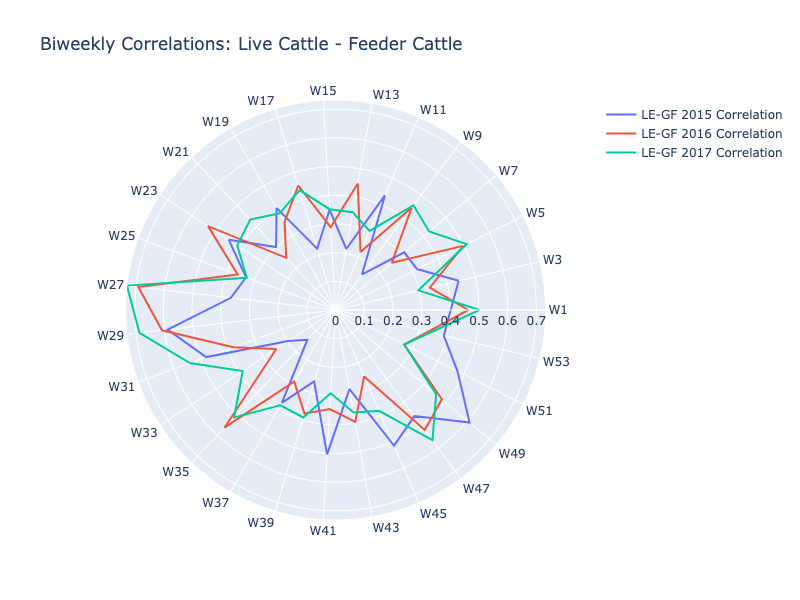 Biweekly Correlations: Live Cattle - Feeder Cattle
LE-GF 2015 Correlation
LE-GF 2016 Correlation
LE-GF 2017 Correlation
W1
W3
W5
W7
W9
W11
W13
W15
W17
W19
W21
W23
W25
W27
W29
W31
W33
W35
W37
W39
W41
W43
W45
W47
W49
W51
W53
0 0.1 0.2 0.3 0.4 0.5 0.6 0.7